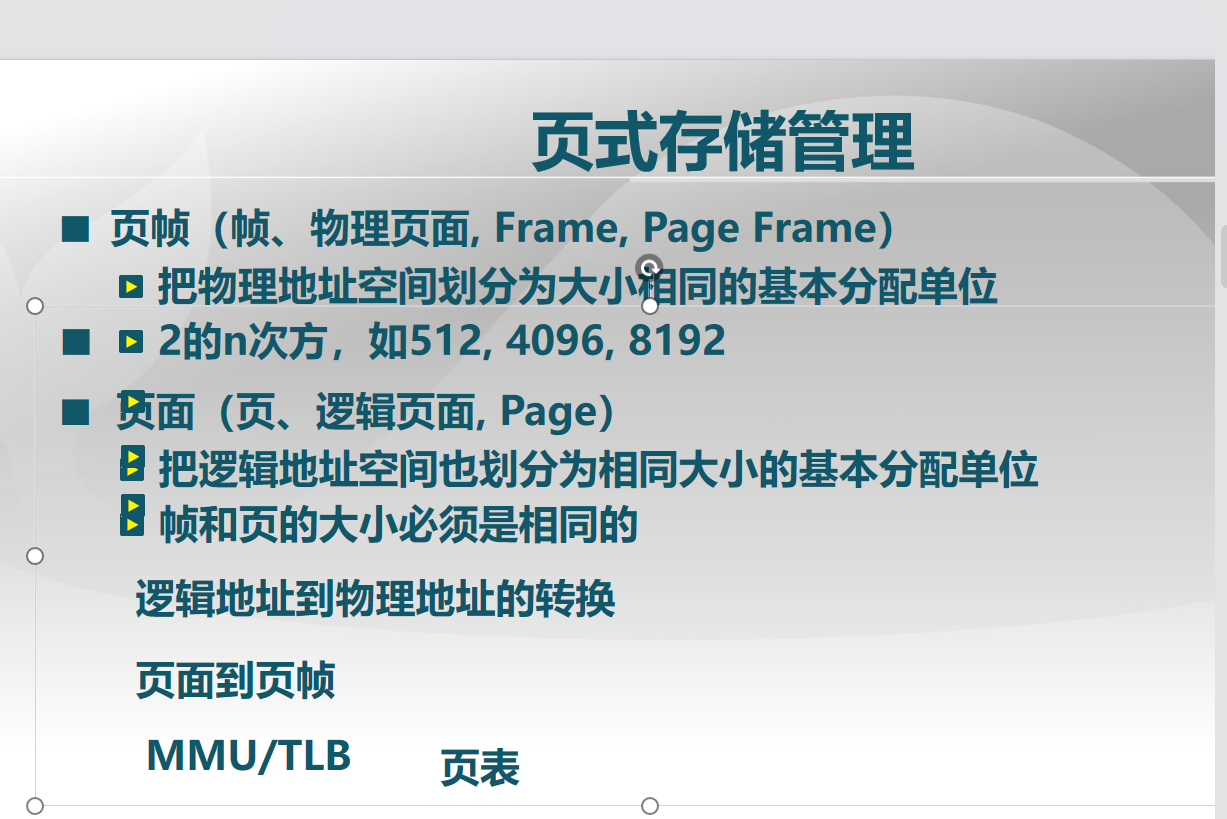 页式存储管理
页帧（帧、物理页面, Frame, Page Frame）
把物理地址空间划分为大小相同的基本分配单位
2的n次方，如512, 4096, 8192
页面（页、逻辑页面, Page）
把逻辑地址空间也划分为相同大小的基本分配单位
帧和页的大小必须是相同的
逻辑地址到物理地址的转换
页面到页帧
MMU/TLB 页表